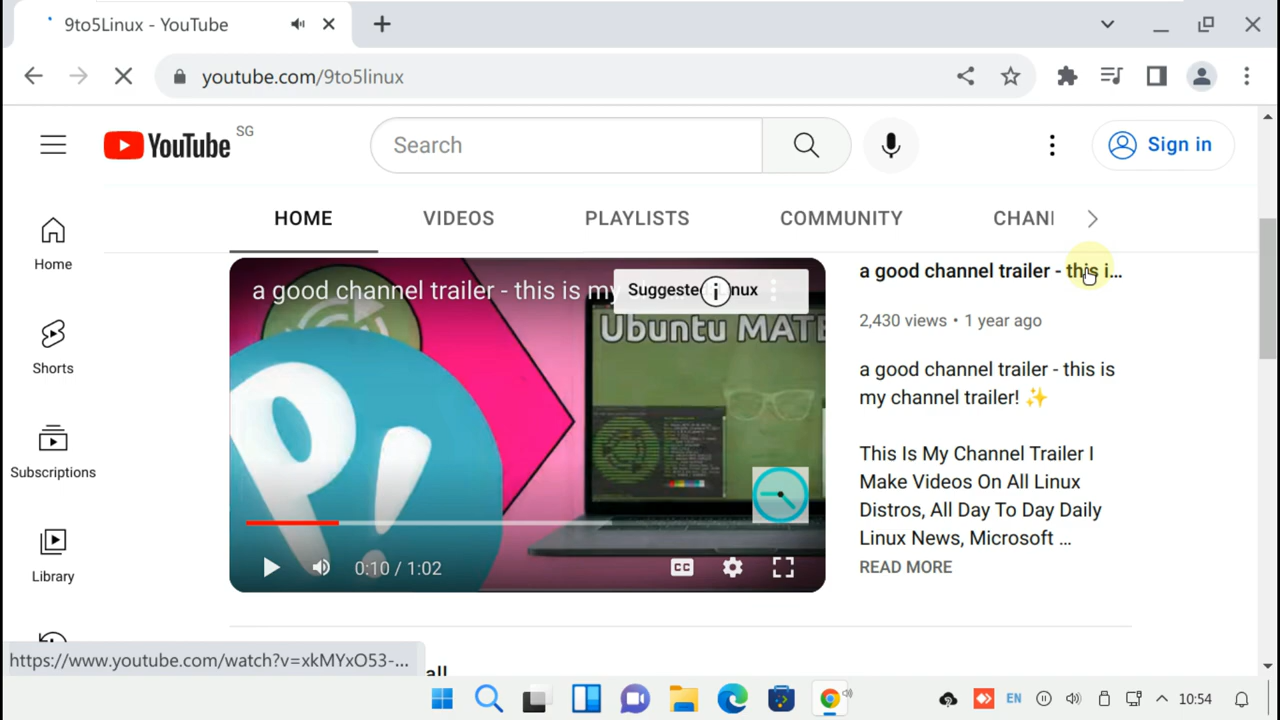 9to5Linux - YouTube
youtube.com/9to5linux
YouTube SG
Search
Sign in
HOME VIDEOS PLAYLISTS COMMUNITY CHANI
Home
Shorts
Subscriptions
Library
a good channel trailer - this is my
Suggested Linux
Ubuntu MATE
0:10 / 1:02
CC
a good channel trailer - this i...
2,430 views • 1 year ago
a good channel trailer - this is
my channel trailer! ✨
This Is My Channel Trailer I
Make Videos On All Linux
Distros, All Day To Day Daily
Linux News, Microsoft ...
READ MORE
all
https://www.youtube.com/watch?v=xkMYxO53-...
EN
10:54